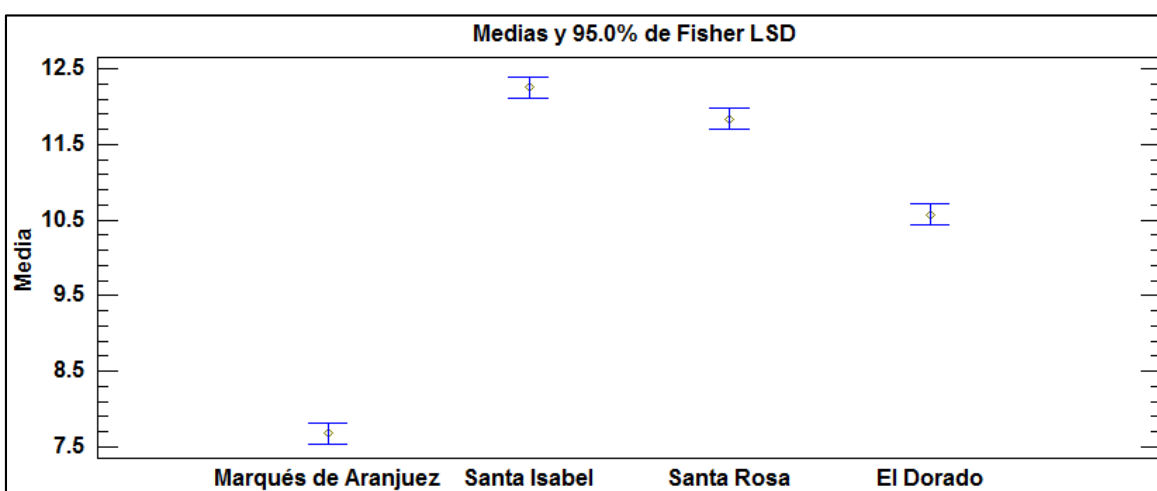 Medias y 95.0% de Fisher LSD
12.5
11.5
10.5
9.5
8.5
7.5
Media
Marqués de Aranjuez Santa Isabel Santa Rosa El Dorado